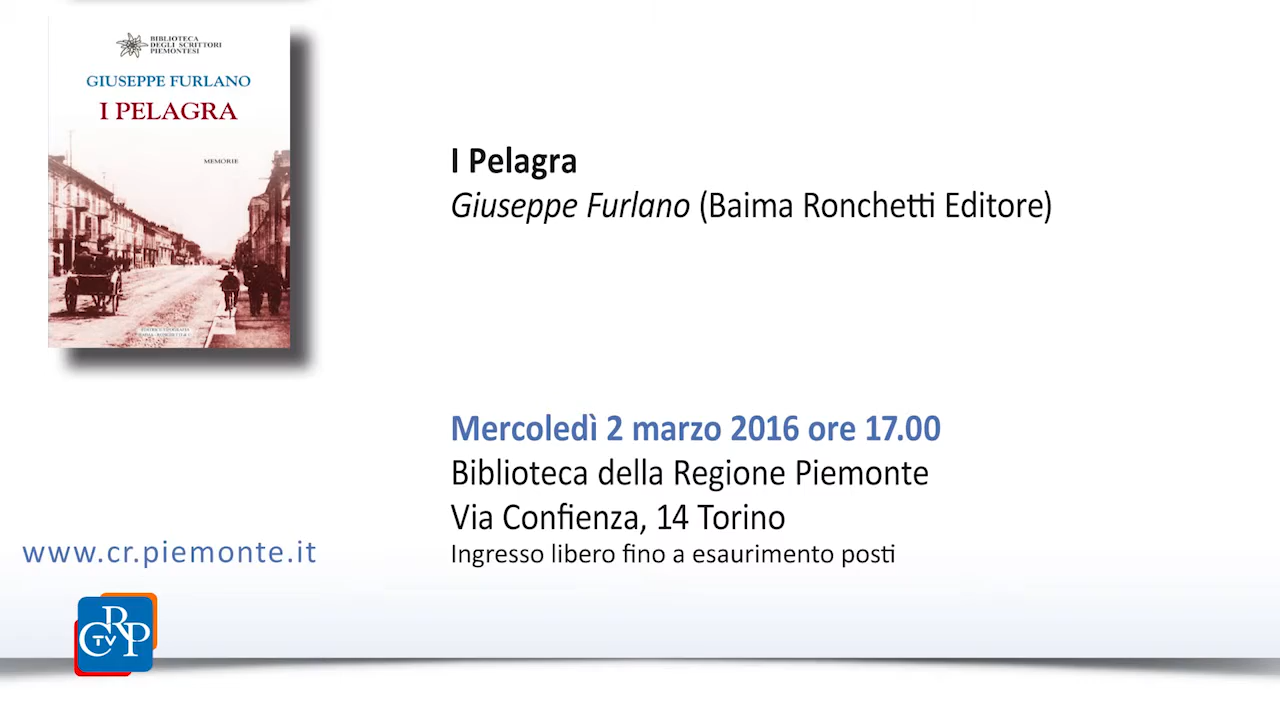 BIBLIOTECA
DEGLI SCRITTORI
PIEMONTESI
GIUSEPPE FURLANO
I PELAGRA
MEMORIE
I Pelagra
Giuseppe Furlano (Baima Ronchetti Editore)
Mercoledì 2 marzo 2016 ore 17.00
Biblioteca della Regione Piemonte
Via Confienza, 14 Torino
Ingresso libero fino a esaurimento posti
www.cr.piemonte.it
CRP
TV